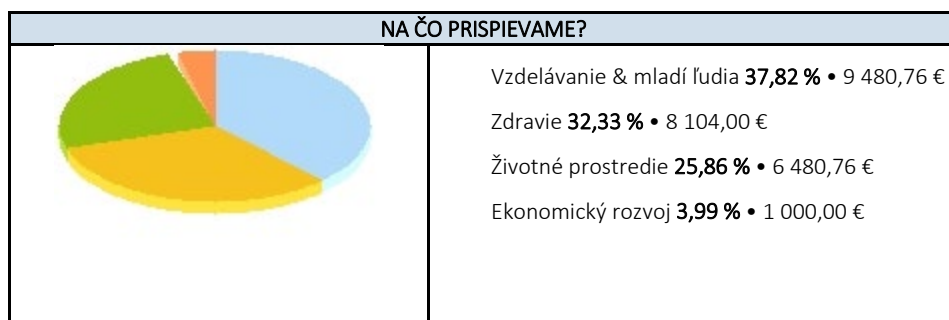 NA ČO PRISPIEVAME?
Vzdelávanie & mladí ľudia 37,82 % • 9 480,76 €
Zdravie 32,33 % • 8 104,00 €
Životné prostredie 25,86 % • 6 480,76 €
Ekonomický rozvoj 3,99 % • 1 000,00 €